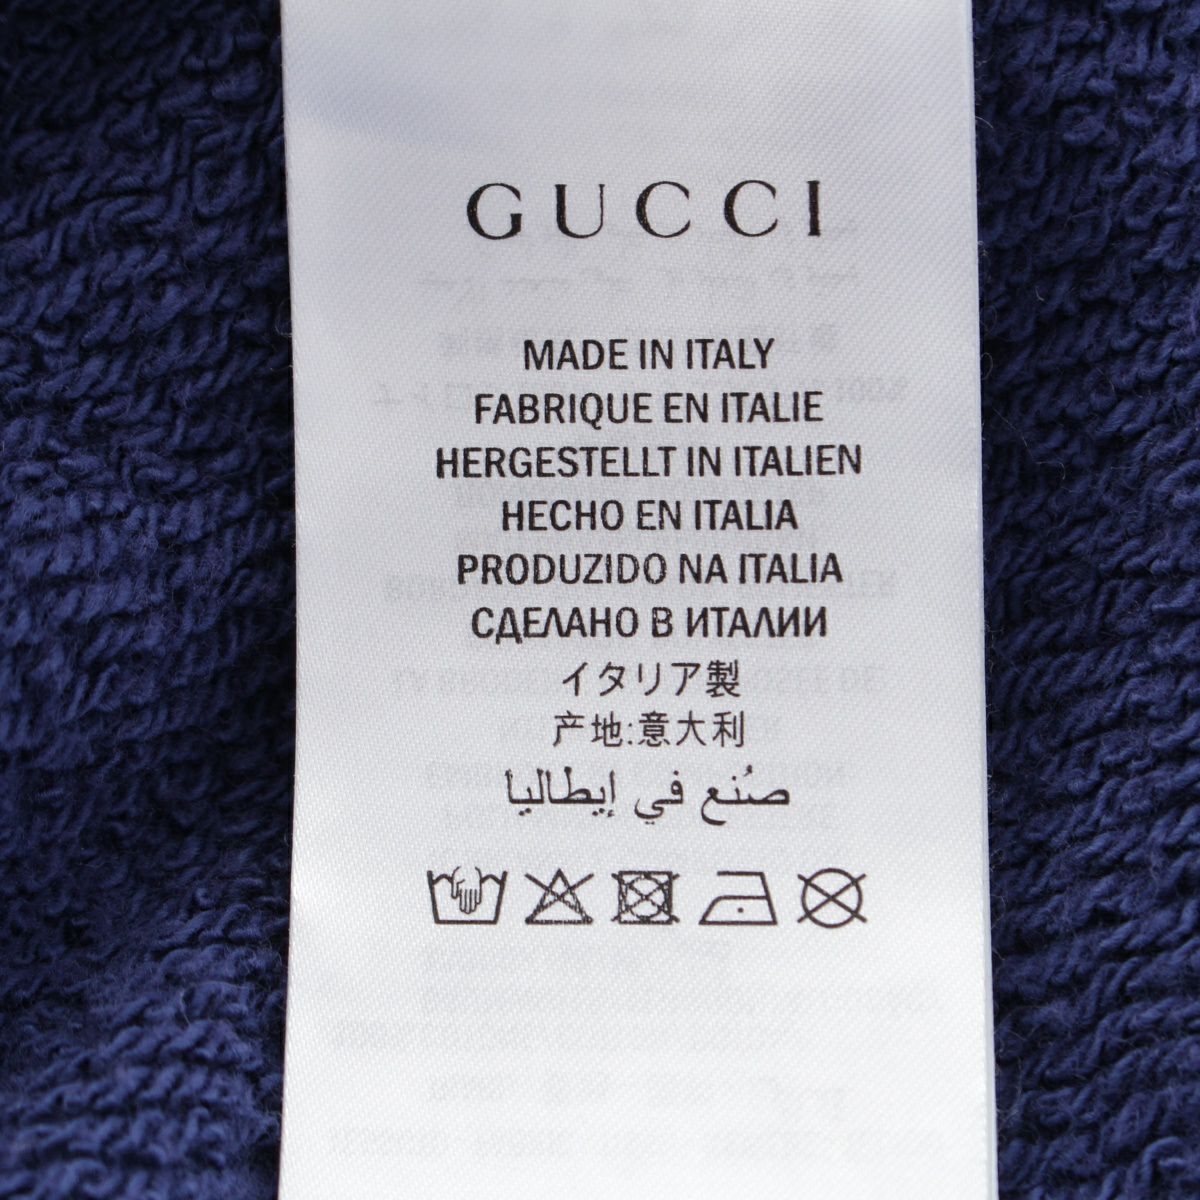 GUCCI
MADE IN ITALY
FABRIQUE EN ITALIE
HERGESTELLT IN ITALIEN
HECHO EN ITALIA
PRODUZIDO NA ITALIA
СДЕЛАНО В ИТАЛИИ
イタリア製
产地:意大利
صُنع في إيطاليا